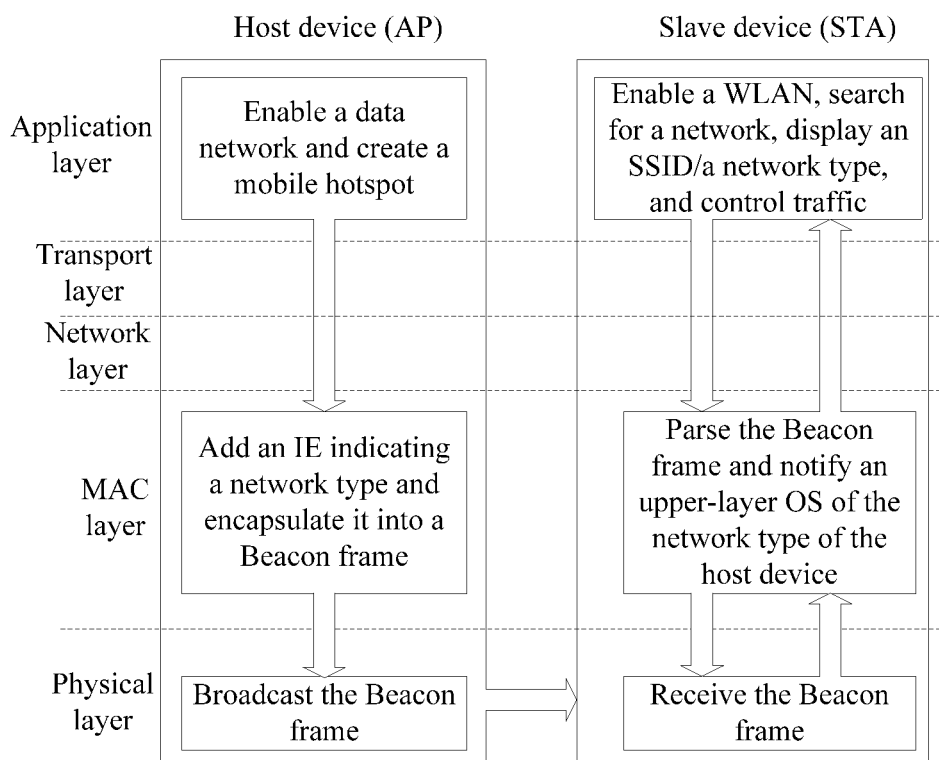 Host device (AP)
Slave device (STA)
Application
layer
Enable a data
network and create a
mobile hotspot
Enable a WLAN, search
for a network, display an
SSID/a network type,
and control traffic
Transport
layer
Network
layer
MAC
layer
Add an IE indicating
a network type and
encapsulate it into a
Beacon frame
Parse the Beacon
frame and notify an
upper-layer OS of the
network type of the
host device
Physical
layer
Broadcast the Beacon
frame
Receive the Beacon
frame